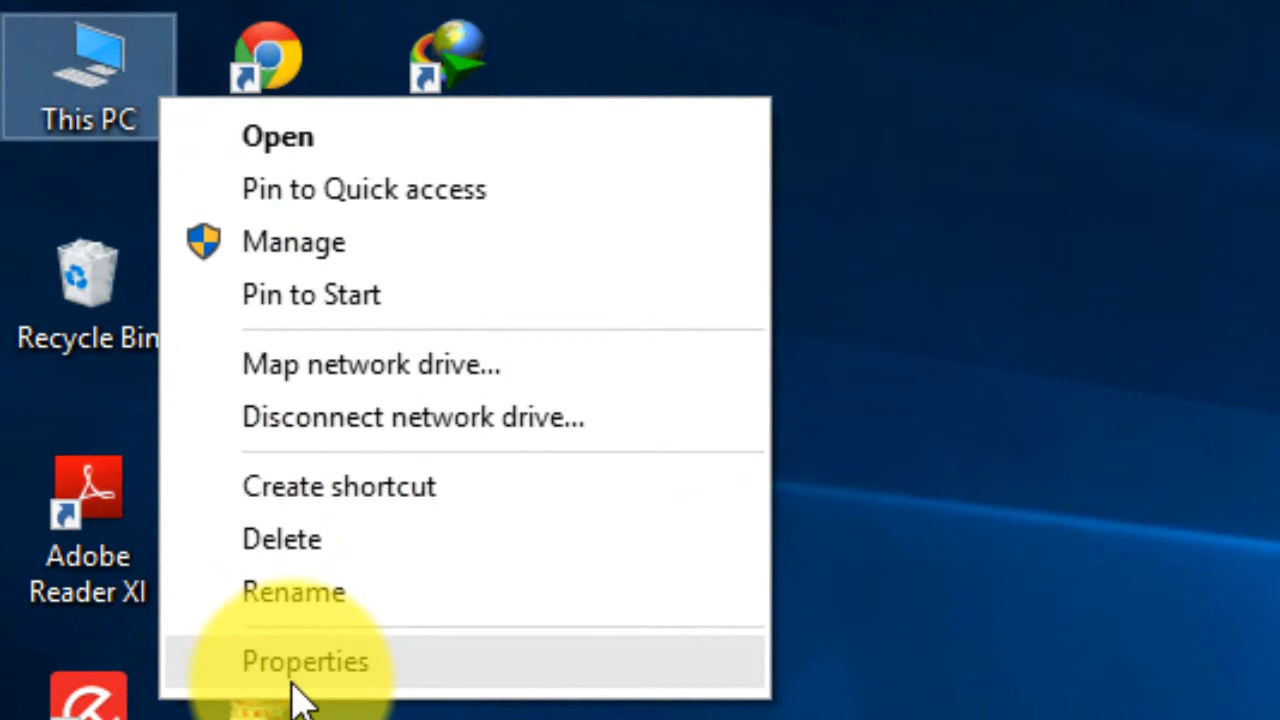 This PC
Open
Pin to Quick access
Manage
Pin to Start
Recycle Bin
Map network drive...
Disconnect network drive...
Create shortcut
Delete
Adobe
Reader XI
Rename
Properties